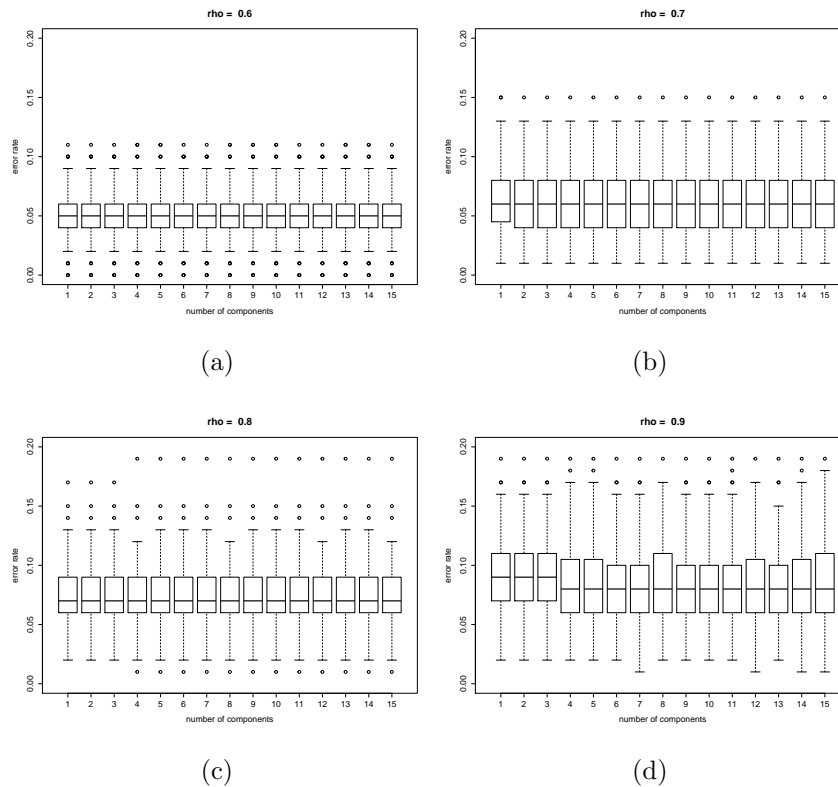 rho = 0.6
0.20
0.15
0.10
0.05
0.00
error rate
1 2 3 4 5 6 7 8 9 10 11 12 13 14 15
number of components
(a)
rho = 0.7
0.20
0.15
0.10
0.05
0.00
error rate
1 2 3 4 5 6 7 8 9 10 11 12 13 14 15
number of components
(b)
rho = 0.8
0.20
0.15
0.10
0.05
0.00
error rate
1 2 3 4 5 6 7 8 9 10 11 12 13 14 15
number of components
(c)
rho = 0.9
0.20
0.15
0.10
0.05
0.00
error rate
1 2 3 4 5 6 7 8 9 10 11 12 13 14 15
number of components
(d)